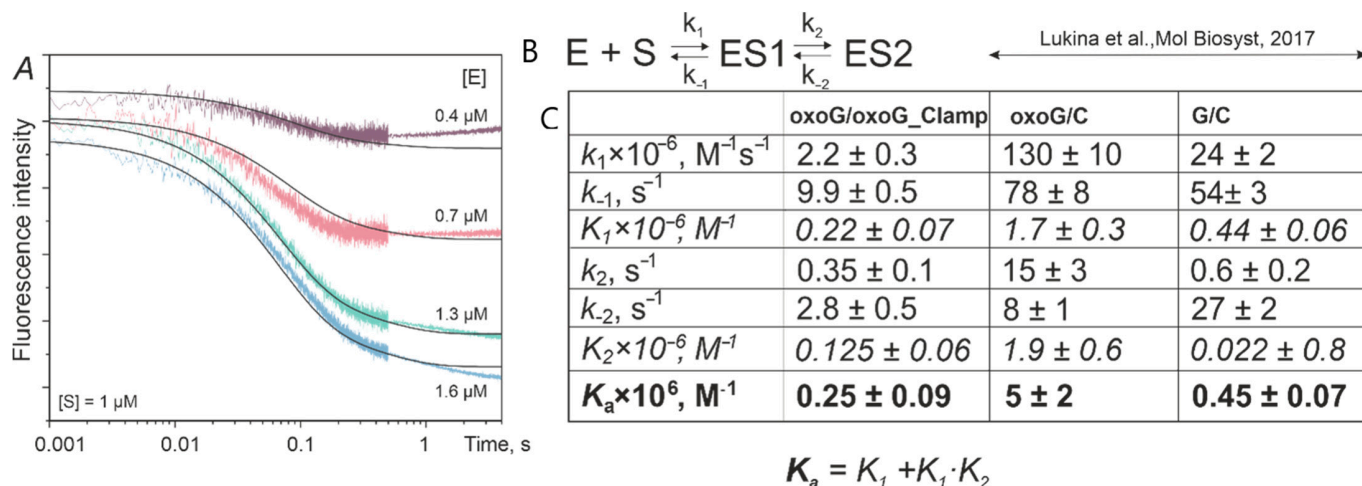 A
Fluorescence intensity
[E]
0.4 µM
0.7 µM
1.3 µM
1.6 µM
[S] = 1 µM
0.001 0.01 0.1 1 Time, s
B
k₁ k₂
E + S ⇌ ES1 ⇌ ES2
k₋₁ k₋₂
Lukina et al.,Mol Biosyst, 2017
C
oxoG/oxoG_Clamp oxoG/C G/C
k₁×10⁻⁶, M⁻¹s⁻¹ 2.2 ± 0.3 130 ± 10 24 ± 2
k₋₁, s⁻¹ 9.9 ± 0.5 78 ± 8 54± 3
K₁×10⁻⁶, M⁻¹ 0.22 ± 0.07 1.7 ± 0.3 0.44 ± 0.06
k₂, s⁻¹ 0.35 ± 0.1 15 ± 3 0.6 ± 0.2
k₋₂, s⁻¹ 2.8 ± 0.5 8 ± 1 27 ± 2
K₂×10⁻⁶, M⁻¹ 0.125 ± 0.06 1.9 ± 0.6 0.022 ± 0.8
Kₐ×10⁶, M⁻¹ 0.25 ± 0.09 5 ± 2 0.45 ± 0.07
Kₐ = K₁ +K₁·K₂